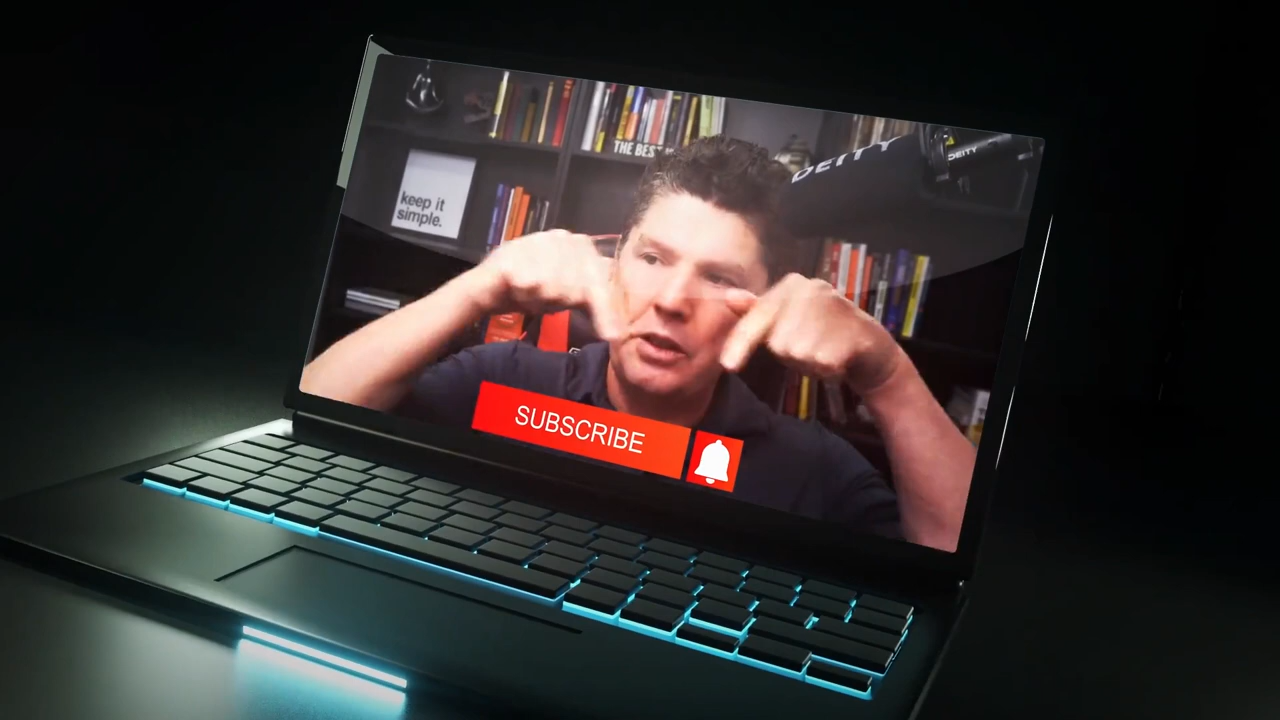 THE BEST
DEITY
DEITY
keep it
simple.
SUBSCRIBE